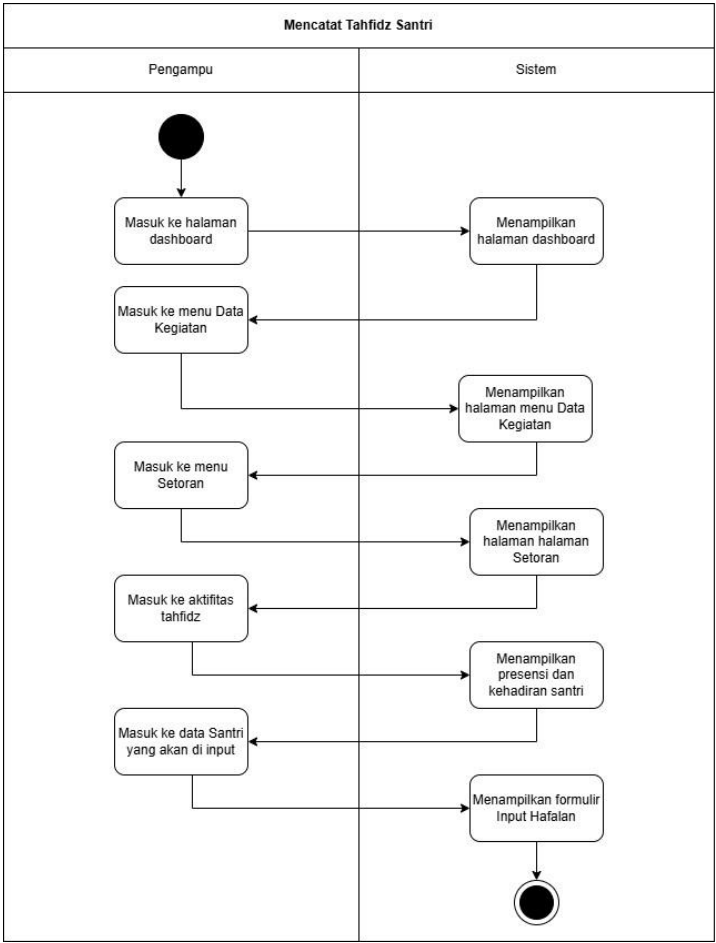 Mencatat Tahfidz Santri
Pengampu
Sistem
Masuk ke halaman
dashboard
Menampilkan
halaman dashboard
Masuk ke menu Data
Kegiatan
Menampilkan
halaman menu Data
Kegiatan
Masuk ke menu
Setoran
Menampilkan
halaman halaman
Setoran
Masuk ke aktifitas
tahfidz
Menampilkan
presensi dan
kehadiran santri
Masuk ke data Santri
yang akan di input
Menampilkan formulir
Input Hafalan